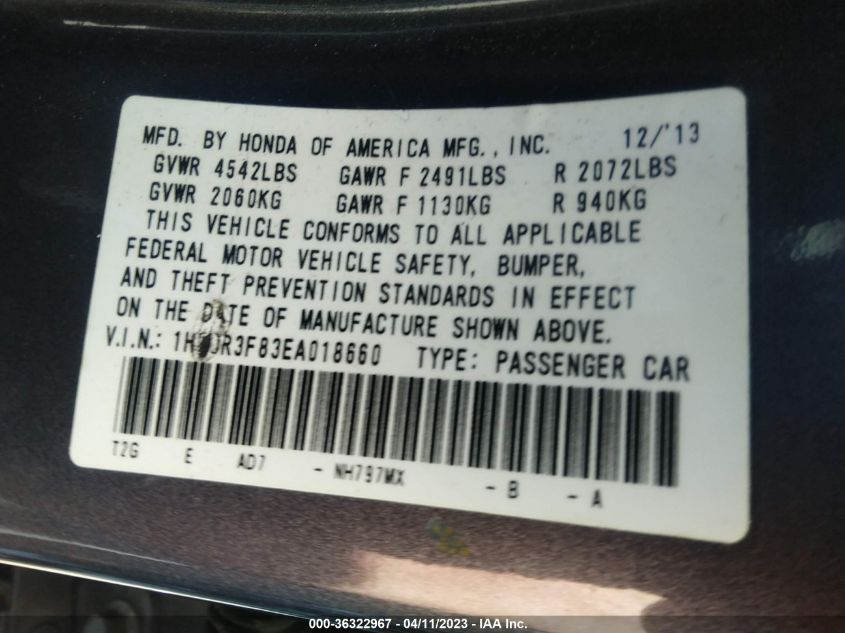 MFD. BY HONDA OF AMERICA MFG., INC. 12/'13
GVWR 4542LBS GAWR F 2491LBS R 2072LBS
GVWR 2060KG GAWR F 1130KG R 940KG
THIS VEHICLE CONFORMS TO ALL APPLICABLE
FEDERAL MOTOR VEHICLE SAFETY, BUMPER,
AND THEFT PREVENTION STANDARDS IN EFFECT
ON THE DATE OF MANUFACTURE SHOWN ABOVE.
V.I.N.: TYPE: PASSENGER CAR
T2G E AD7 - NH797MX - B - A
000-36322967 - 04/11/2023 - IAA Inc.